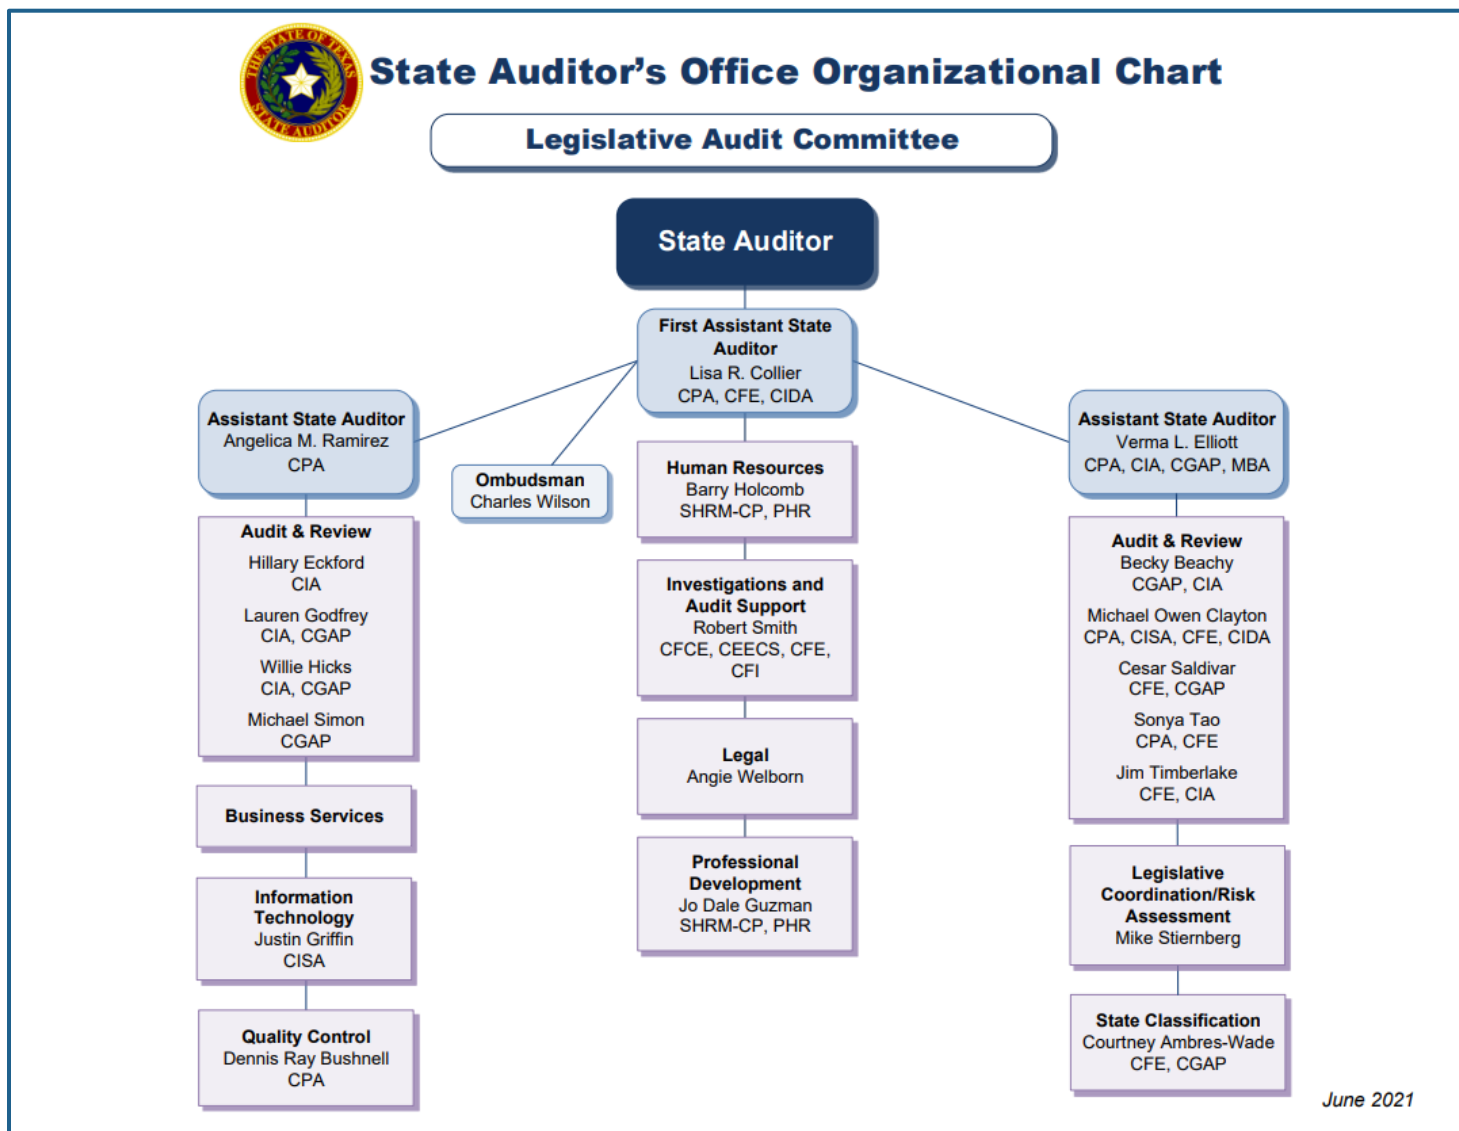 THE STATE OF TEXAS
STATE AUDITOR
State Auditor’s Office Organizational Chart
Legislative Audit Committee
State Auditor
First Assistant State
Auditor
Lisa R. Collier
CPA, CFE, CIDA
Assistant State Auditor
Angelica M. Ramirez
CPA
Ombudsman
Charles Wilson
Assistant State Auditor
Verma L. Elliott
CPA, CIA, CGAP, MBA
Audit & Review
Hillary Eckford
CIA
Lauren Godfrey
CIA, CGAP
Willie Hicks
CIA, CGAP
Michael Simon
CGAP
Business Services
Information
Technology
Justin Griffin
CISA
Quality Control
Dennis Ray Bushnell
CPA
Human Resources
Barry Holcomb
SHRM-CP, PHR
Investigations and
Audit Support
Robert Smith
CFCE, CEECS, CFE,
CFI
Legal
Angie Welborn
Professional
Development
Jo Dale Guzman
SHRM-CP, PHR
Audit & Review
Becky Beachy
CGAP, CIA
Michael Owen Clayton
CPA, CISA, CFE, CIDA
Cesar Saldivar
CFE, CGAP
Sonya Tao
CPA, CFE
Jim Timberlake
CFE, CIA
Legislative
Coordination/Risk
Assessment
Mike Stiernberg
State Classification
Courtney Ambres-Wade
CFE, CGAP
June 2021